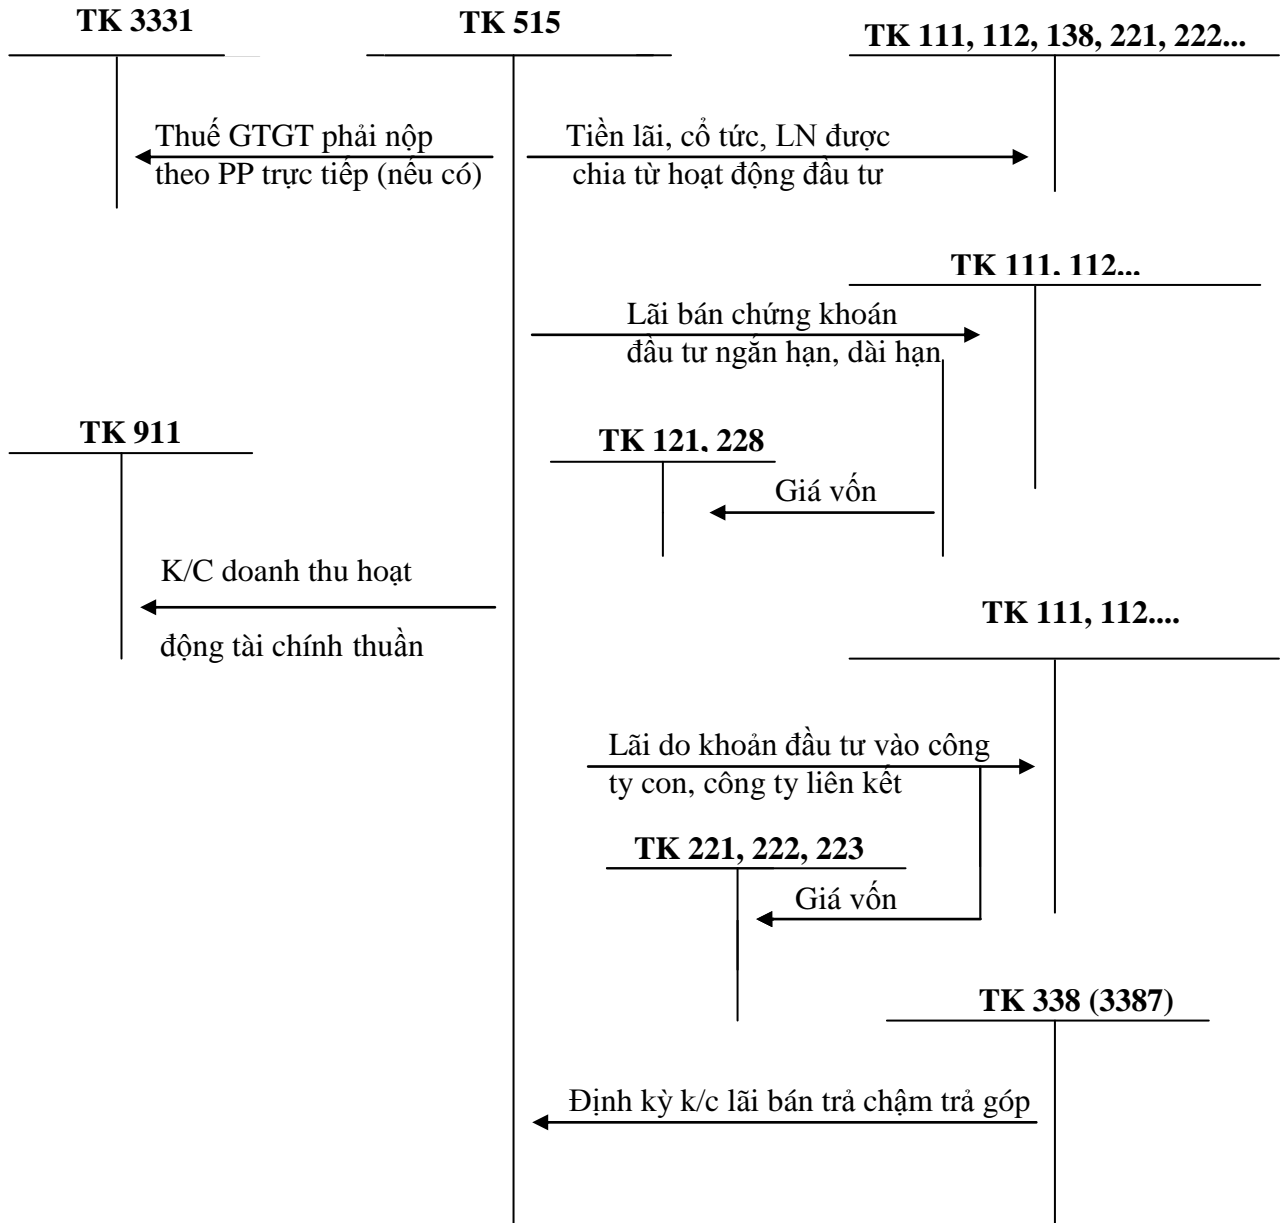 TK 3331
TK 515
TK 111, 112, 138, 221, 222...
Thuế GTGT phải nộp
theo PP trực tiếp (nếu có)
Tiền lãi, cổ tức, LN được
chia từ hoạt động đầu tư
TK 111, 112...
Lãi bán chứng khoán
đầu tư ngắn hạn, dài hạn
TK 911
TK 121, 228
Giá vốn
K/C doanh thu hoạt
động tài chính thuần
TK 111, 112....
Lãi do khoản đầu tư vào công
ty con, công ty liên kết
TK 221, 222, 223
Giá vốn
TK 338 (3387)
Định kỳ k/c lãi bán trả chậm trả góp